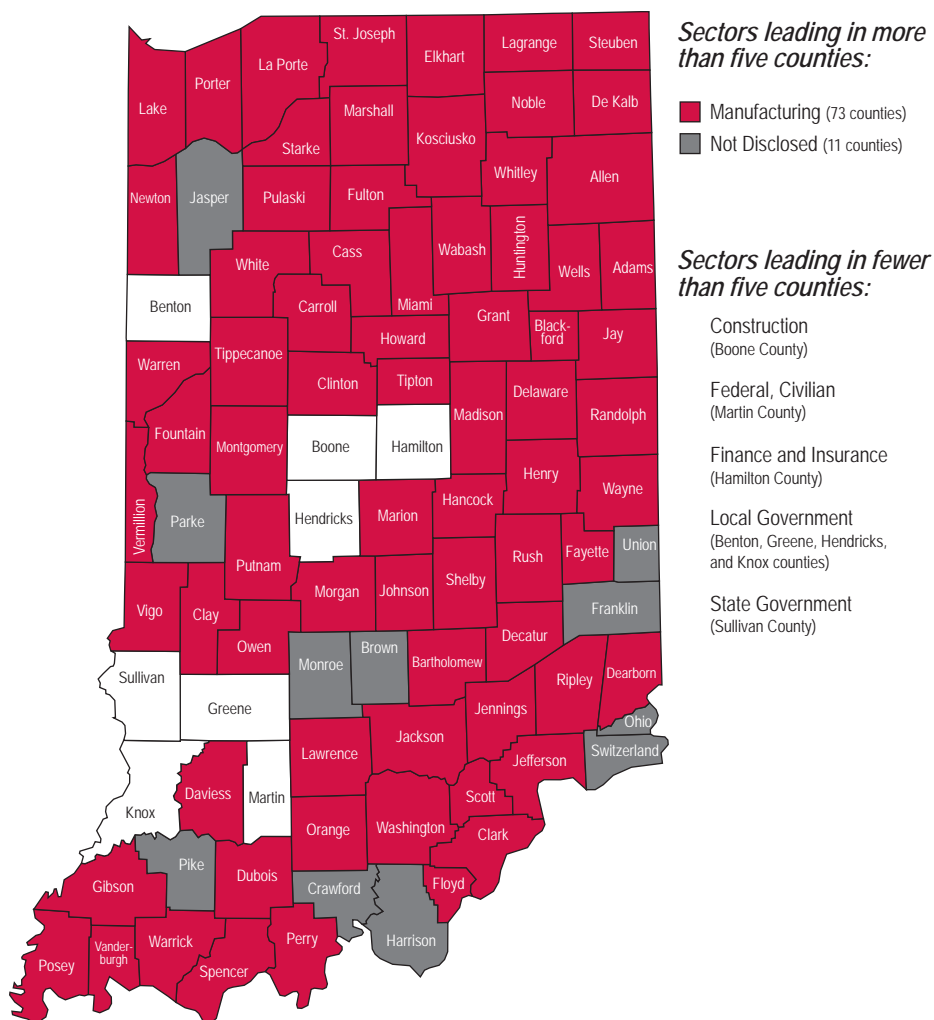 St. Joseph
Elkhart
Lagrange
Steuben
La Porte
Porter
Lake
Noble
De Kalb
Marshall
Kosciusko
Starke
Whitley
Allen
Newton
Jasper
Pulaski
Fulton
Wabash
Huntington
Cass
White
Wells
Adams
Miami
Benton
Carroll
Grant
Black-
ford
Jay
Howard
Tippecanoe
Warren
Clinton
Tipton
Delaware
Madison
Randolph
Fountain
Montgomery
Boone
Hamilton
Henry
Wayne
Hancock
Vermillion
Parke
Hendricks
Marion
Union
Rush
Fayette
Putnam
Shelby
Morgan
Johnson
Vigo
Clay
Franklin
Owen
Decatur
Monroe
Brown
Bartholomew
Dearborn
Sullivan
Ripley
Greene
Jennings
Ohio
Jackson
Switzerland
Lawrence
Jefferson
Daviess
Martin
Scott
Knox
Orange
Washington
Clark
Pike
Dubois
Floyd
Gibson
Crawford
Harrison
Perry
Warrick
Vander-
burgh
Posey
Spencer
Sectors leading in more
than five counties:
Manufacturing (73 counties)
Not Disclosed (11 counties)
Sectors leading in fewer
than five counties:
Construction
(Boone County)
Federal, Civilian
(Martin County)
Finance and Insurance
(Hamilton County)
Local Government
(Benton, Greene, Hendricks,
and Knox counties)
State Government
(Sullivan County)